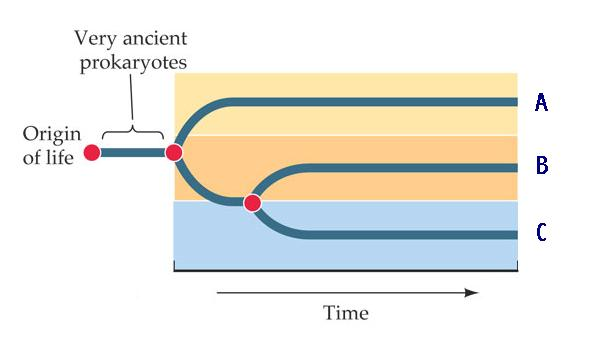 Very ancient
prokaryotes
Origin
of life
A
B
C
Time